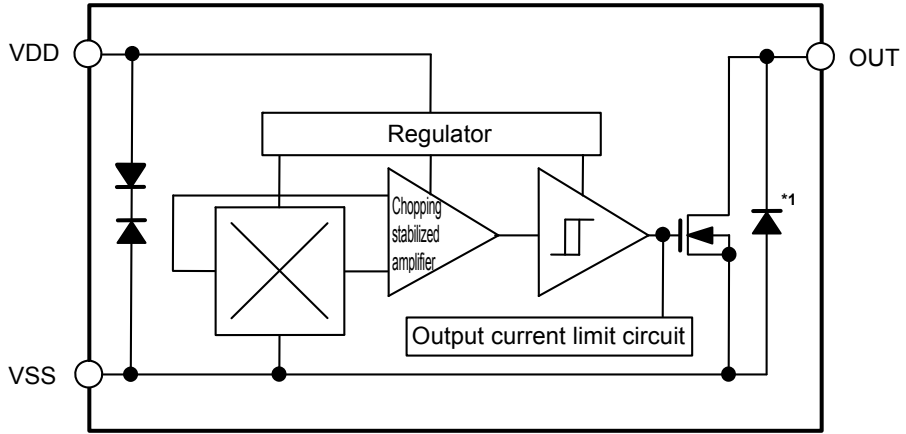 VDD
OUT
Regulator
Chopping
stabilized
amplifier
*1
Output current limit circuit
VSS